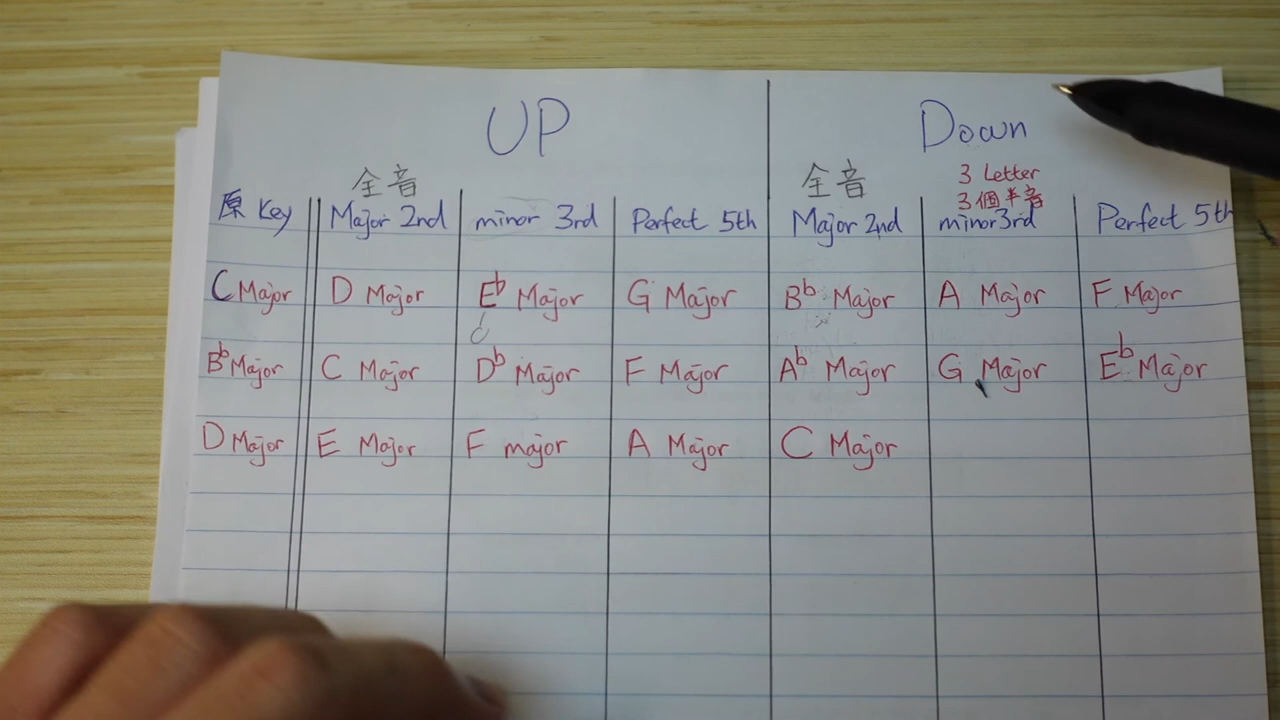 UP Down
全音 全音 3 Letter
3個半音
原 Key Major 2nd minor 3rd Perfect 5th Major 2nd minor3rd Perfect 5th
C Major D Major E♭ Major G Major B♭ Major A Major F Major
B♭ Major C Major D♭ Major F Major A♭ Major G Major E♭ Major
D Major E Major F major A Major C Major